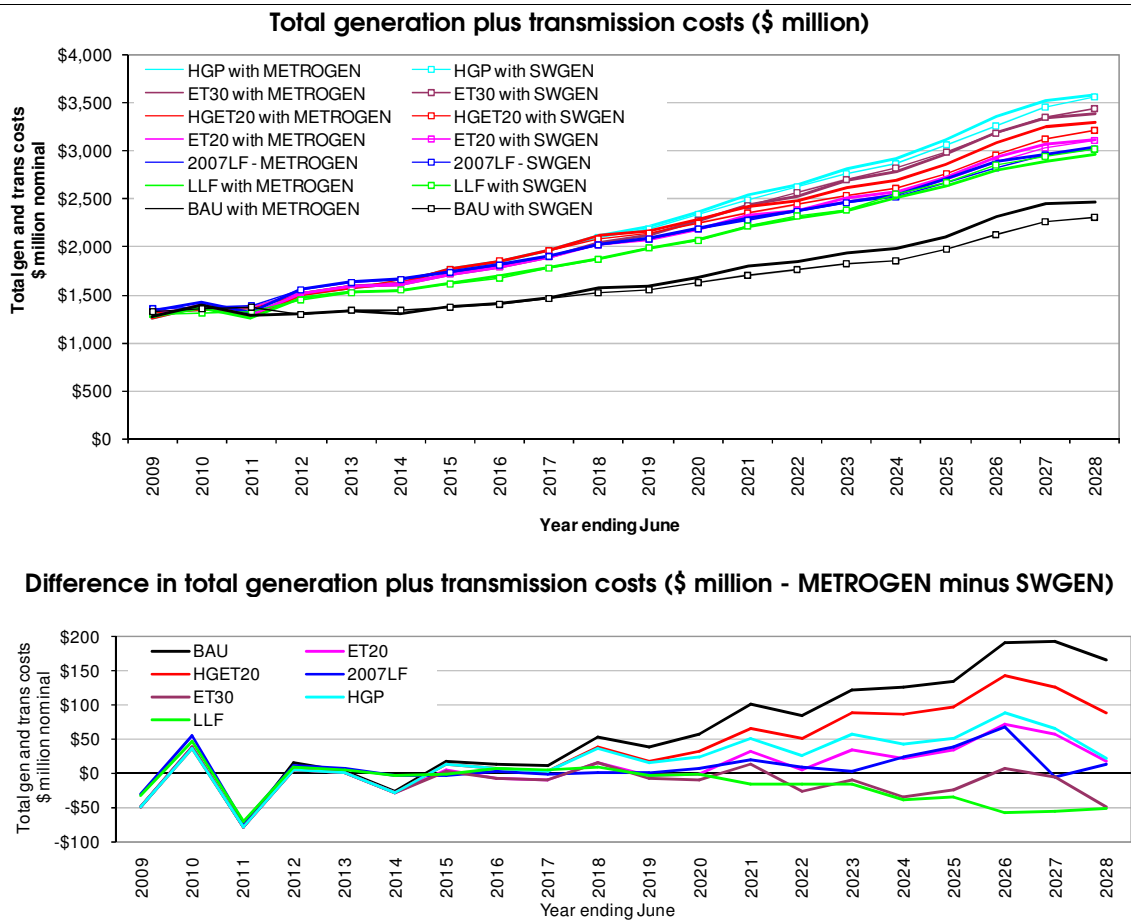 Total generation plus transmission costs ($ million)
Total gen and trans costs
$ million nominal
$4,000
$3,500
$3,000
$2,500
$2,000
$1,500
$1,000
$500
$0
HGP with METROGEN
HGP with SWGEN
ET30 with METROGEN
ET30 with SWGEN
HGET20 with METROGEN
HGET20 with SWGEN
ET20 with METROGEN
ET20 with SWGEN
2007LF - METROGEN
2007LF - SWGEN
LLF with METROGEN
LLF with SWGEN
BAU with METROGEN
BAU with SWGEN
2009
2010
2011
2012
2013
2014
2015
2016
2017
2018
2019
2020
2021
2022
2023
2024
2025
2026
2027
2028
Year ending June
Difference in total generation plus transmission costs ($ million - METROGEN minus SWGEN)
Total gen and trans costs
$ million nominal
$200
$150
$100
$50
$0
-$50
-$100
BAU
ET20
HGET20
2007LF
ET30
HGP
LLF
2009
2010
2011
2012
2013
2014
2015
2016
2017
2018
2019
2020
2021
2022
2023
2024
2025
2026
2027
2028
Year ending June